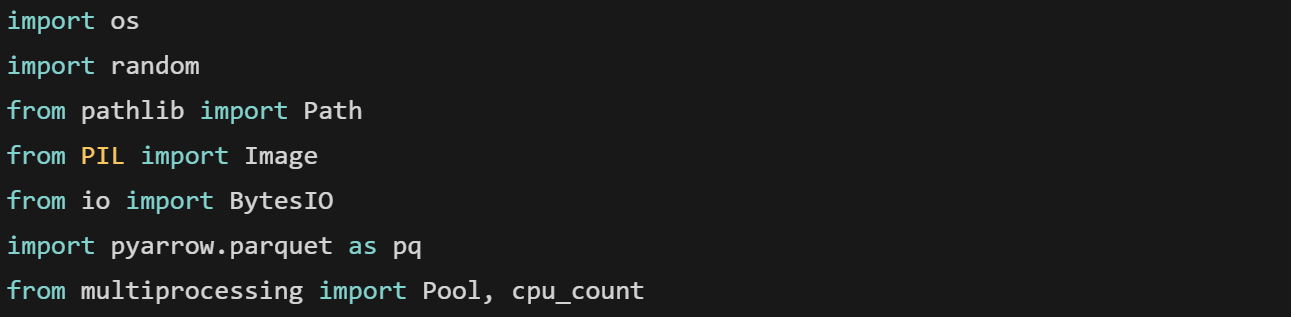 import os
import random
from pathlib import Path
from PIL import Image
from io import BytesIO
import pyarrow.parquet as pq
from multiprocessing import Pool, cpu_count